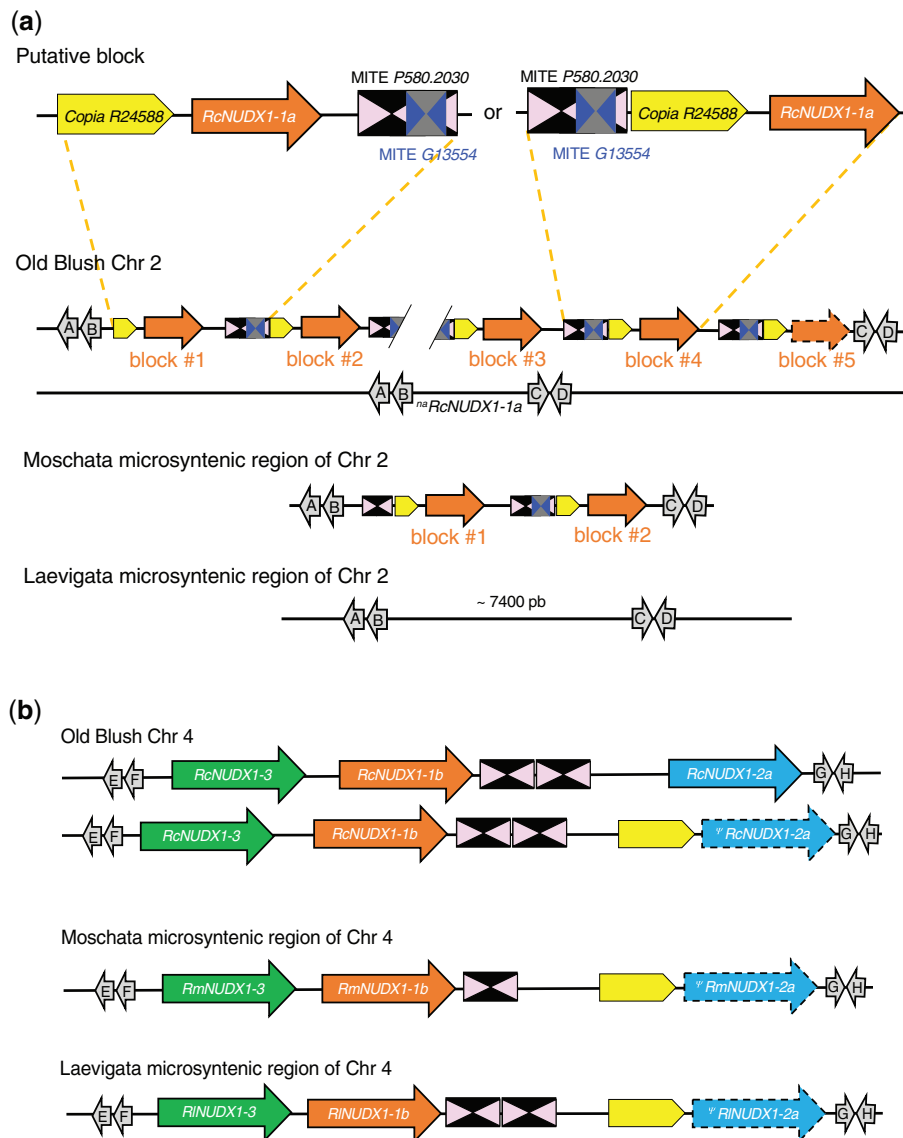 (a)
Putative block
MITE P580.2030
MITE P580.2030
Copia R24588
RcNUDX1-1a
or
Copia R24588
RcNUDX1-1a
MITE G13554
MITE G13554
Old Blush Chr 2
A B C D
block #1
block #2
block #3
block #4
block #5
A B naRcNUDX1-1a C D
Moschata microsyntenic region of Chr 2
A B C D
block #1
block #2
Laevigata microsyntenic region of Chr 2
~ 7400 pb
A B C D
(b)
Old Blush Chr 4
E F RcNUDX1-3 RcNUDX1-1b RcNUDX1-2a G H
E F RcNUDX1-3 RcNUDX1-1b Ψ RcNUDX1-2a G H
Moschata microsyntenic region of Chr 4
E F RmNUDX1-3 RmNUDX1-1b Ψ RmNUDX1-2a G H
Laevigata microsyntenic region of Chr 4
E F RlNUDX1-3 RlNUDX1-1b Ψ RlNUDX1-2a G H